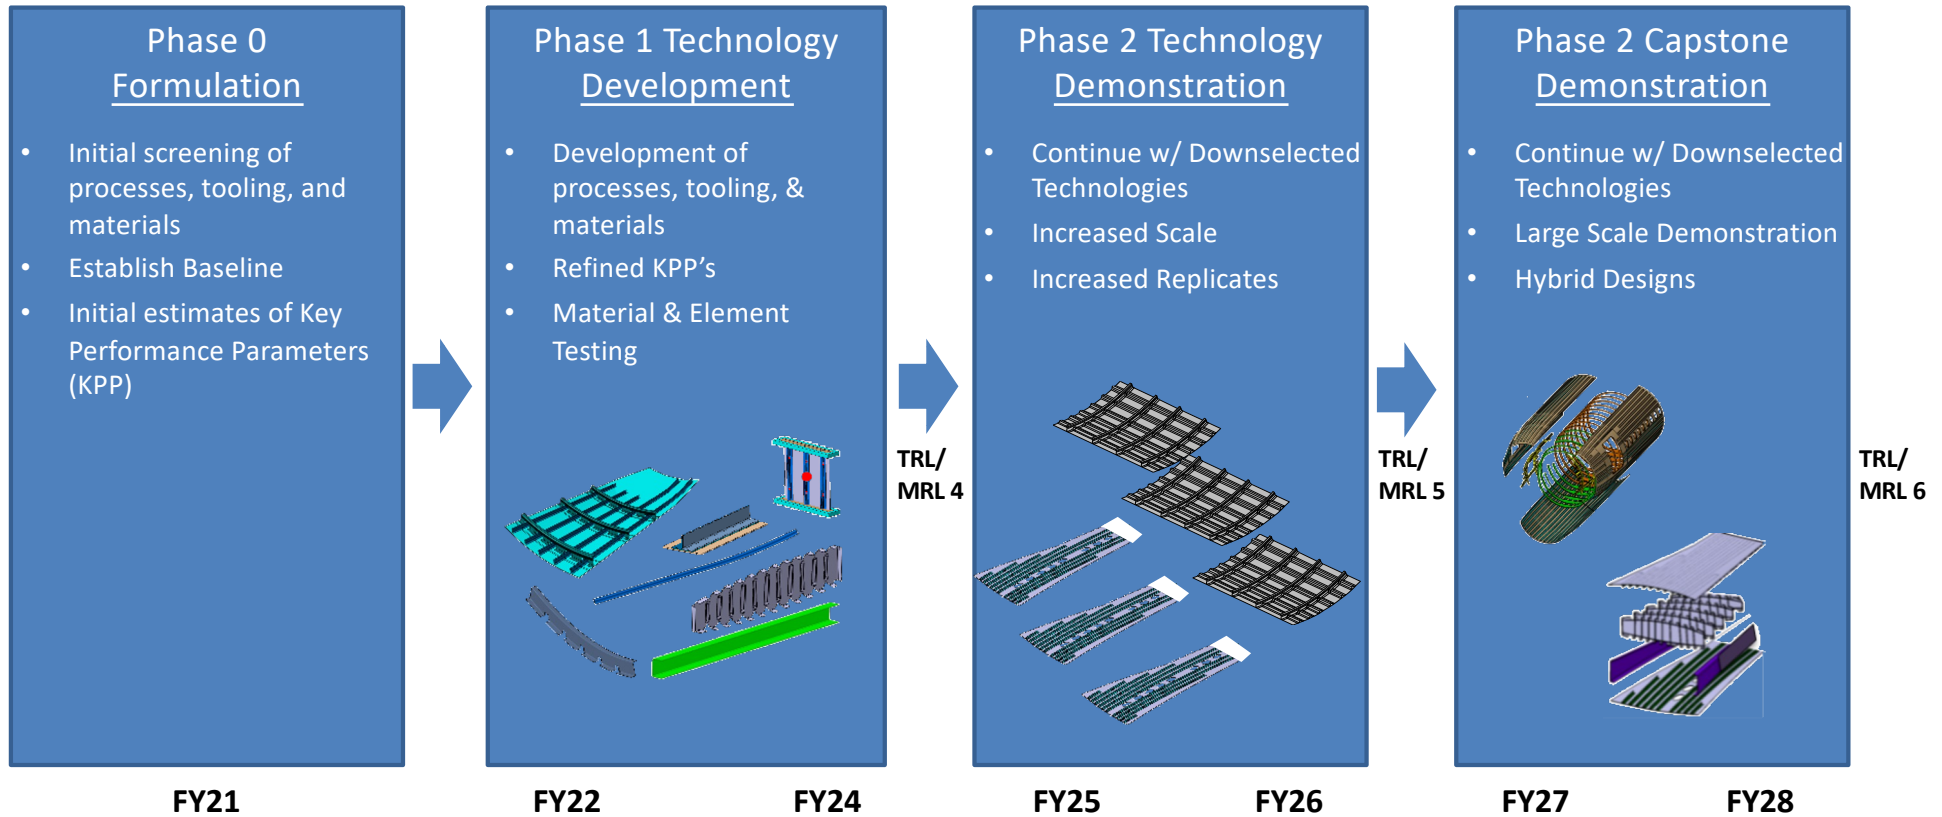 Phase 0
Formulation
• Initial screening of
processes, tooling, and
materials
• Establish Baseline
• Initial estimates of Key
Performance Parameters
(KPP)
FY21
Phase 1 Technology
Development
• Development of
processes, tooling, &
materials
• Refined KPP’s
• Material & Element
Testing
FY22 FY24
TRL/
MRL 4
Phase 2 Technology
Demonstration
• Continue w/ Downselected
Technologies
• Increased Scale
• Increased Replicates
FY25 FY26
TRL/
MRL 5
Phase 2 Capstone
Demonstration
• Continue w/ Downselected
Technologies
• Large Scale Demonstration
• Hybrid Designs
FY27 FY28
TRL/
MRL 6